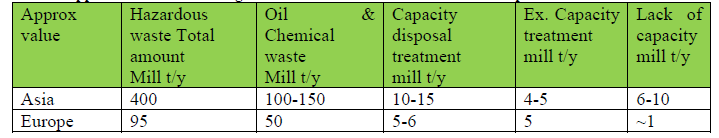 Approx value Hazardous waste Total amount Mill t/y Oil & Chemical waste Mill t/y Capacity disposal treatment mill t/y Ex. Capacity treatment mill t/y Lack of capacity mill t/y
Asia 400 100-150 10-15 4-5 6-10
Europe 95 50 5-6 5 ~1